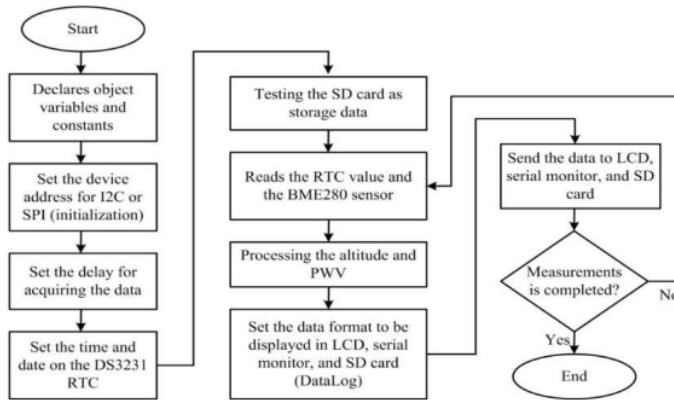 Start
Declares object
variables and
constants
Set the device
address for I2C or
SPI (initialization)
Set the delay for
acquiring the data
Set the time and
date on the DS3231
RTC
Testing the SD card as
storage data
Reads the RTC value and
the BME280 sensor
Processing the altitude and
PWV
Set the data format to be
displayed in LCD, serial
monitor, and SD card
(DataLog)
Send the data to LCD,
serial monitor, and SD
card
Measurements
is completed?
No
Yes
End